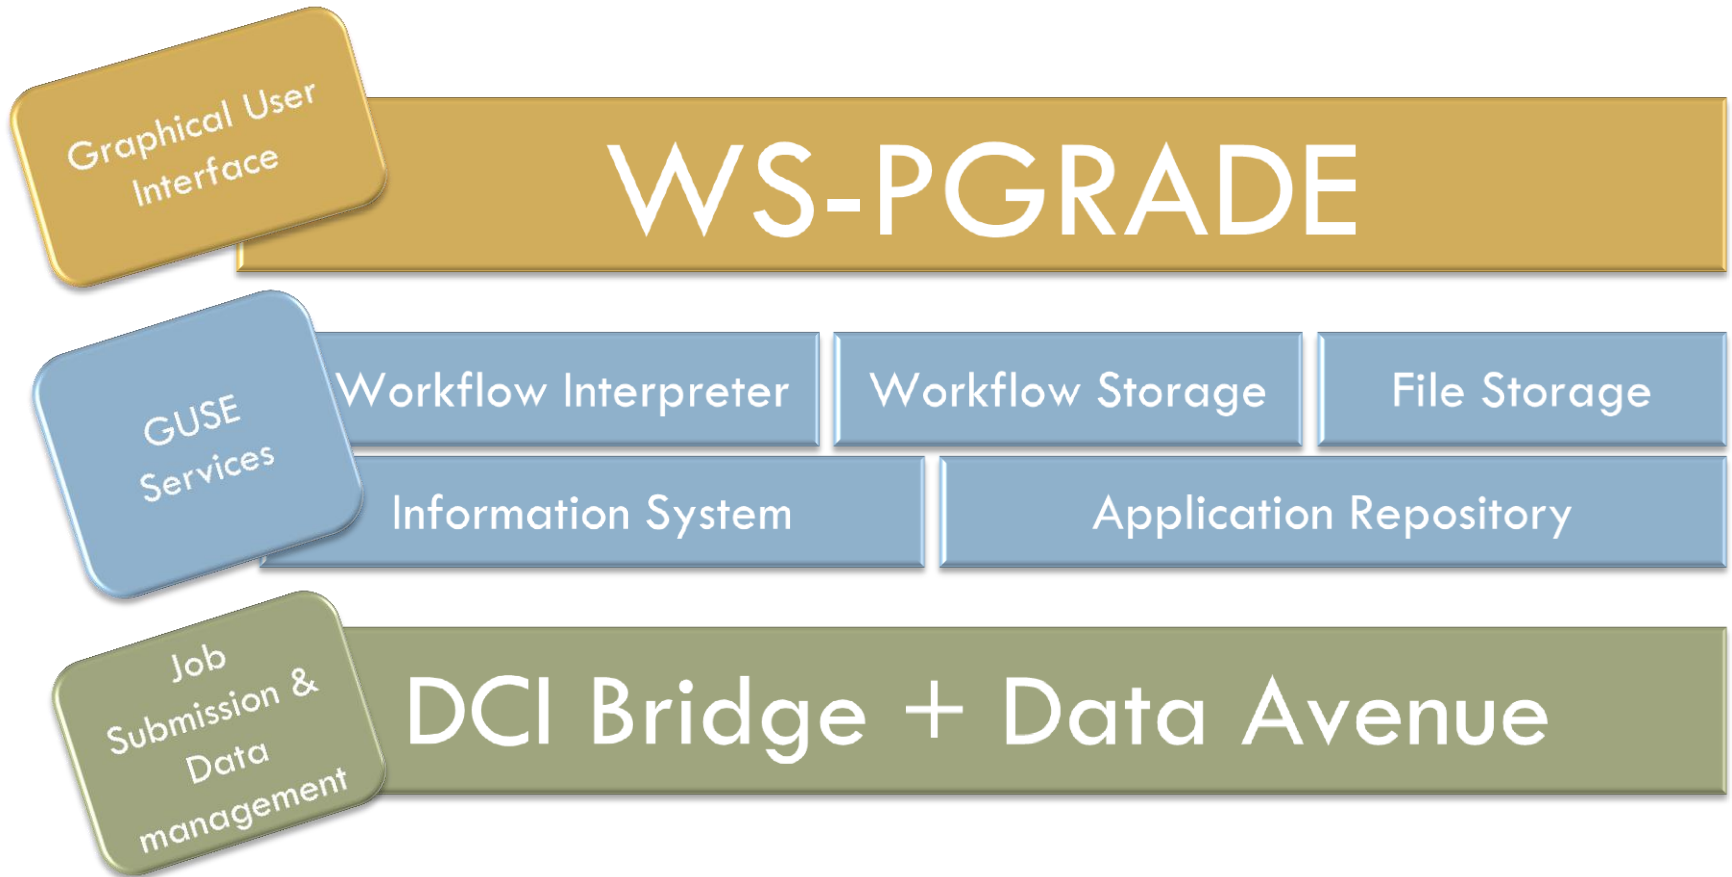 Graphical User
Interface
WS-PGRADE
GUSE
Services
Workflow Interpreter
Workflow Storage
File Storage
Information System
Application Repository
Job
Submission &
Data
management
DCI Bridge + Data Avenue